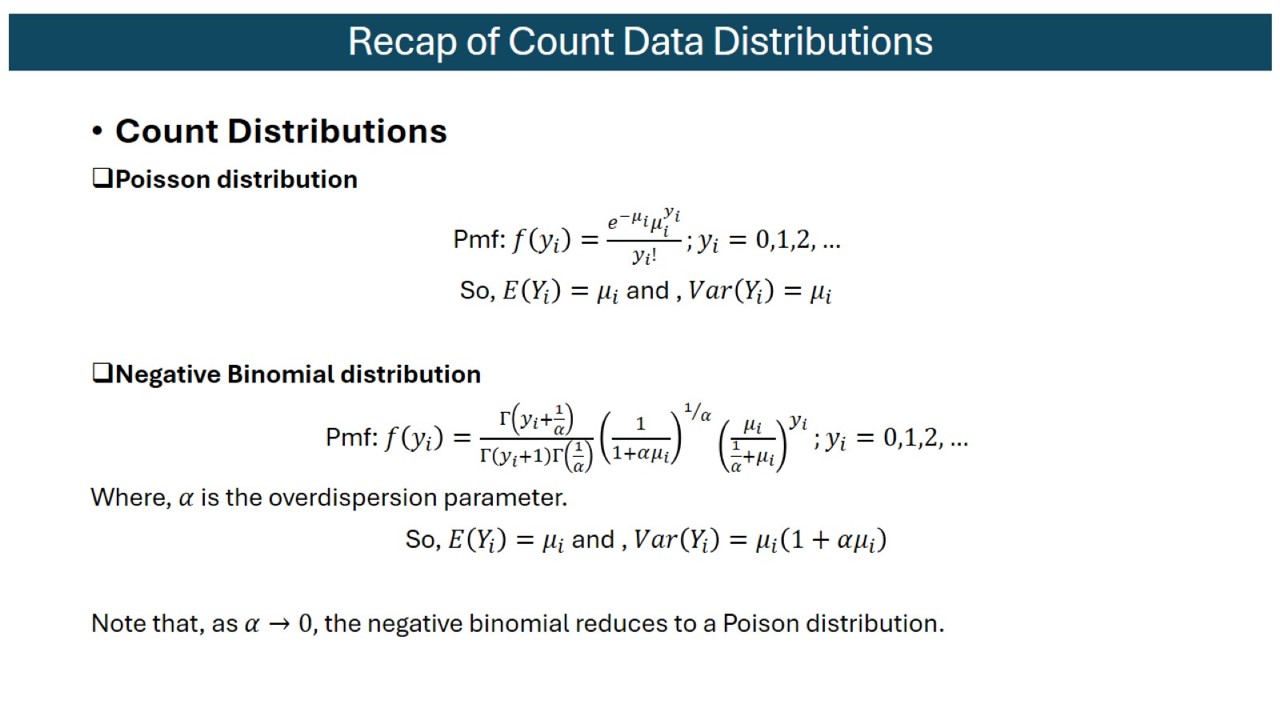 Recap of Count Data Distributions
• Count Distributions
❑Poisson distribution
Pmf: $f(y_i) = \frac{e^{-\mu_i}\mu_i^{y_i}}{y_i!}; y_i = 0,1,2, …$
So, $E(Y_i) = \mu_i$ and , $Var(Y_i) = \mu_i$
❑Negative Binomial distribution
Pmf: $f(y_i) = \frac{\Gamma\left(y_i+\frac{1}{\alpha}\right)}{\Gamma(y_i+1)\Gamma\left(\frac{1}{\alpha}\right)} \left(\frac{1}{1+\alpha\mu_i}\right)^{1/\alpha} \left(\frac{\mu_i}{\frac{1}{\alpha}+\mu_i}\right)^{y_i}; y_i = 0,1,2, …$
Where, $\alpha$ is the overdispersion parameter.
So, $E(Y_i) = \mu_i$ and , $Var(Y_i) = \mu_i(1 + \alpha\mu_i)$
Note that, as $\alpha \rightarrow 0$, the negative binomial reduces to a Poison distribution.